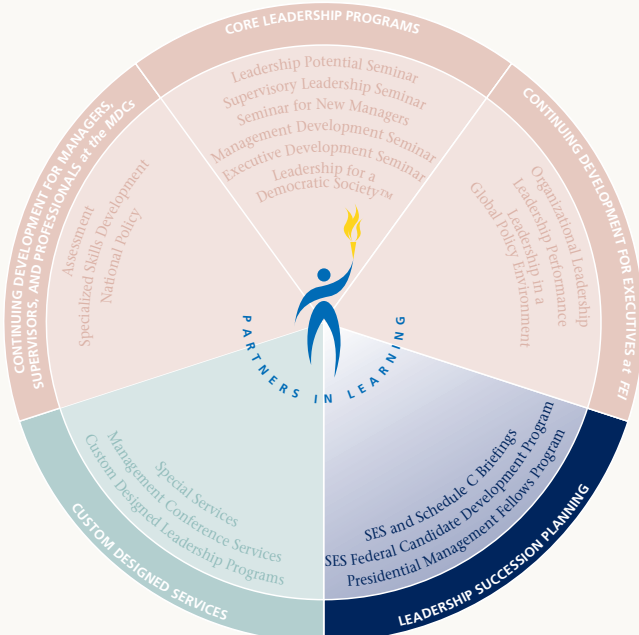 CORE LEADERSHIP PROGRAMS
Leadership Potential Seminar
Supervisory Leadership Seminar
Seminar for New Managers
Management Development Seminar
Executive Development Seminar
Leadership for a
Democratic Society™
CONTINUING DEVELOPMENT FOR EXECUTIVES at FEI
Organizational Leadership
Leadership Performance
Leadership in a
Global Policy Environment
LEADERSHIP SUCCESSION PLANNING
SES and Schedule C Briefings
SES Federal Candidate Development Program
Presidential Management Fellows Program
CUSTOM DESIGNED SERVICES
Special Services
Management Conference Services
Custom Designed Leadership Programs
CONTINUING DEVELOPMENT FOR MANAGERS,
SUPERVISORS, AND PROFESSIONALS at the MDCs
Assessment
Specialized Skills Development
National Policy
PARTNERS IN LEARNING